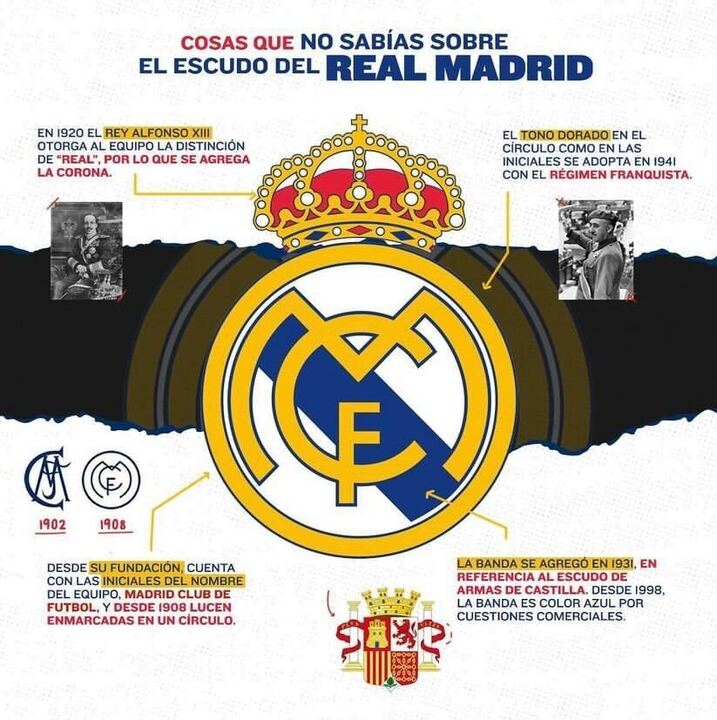 COSAS QUE NO SABÍAS SOBRE
EL ESCUDO DEL REAL MADRID
EN 1920 EL REY ALFONSO XIII
OTORGA AL EQUIPO LA DISTINCIÓN
DE "REAL", POR LO QUE SE AGREGA
LA CORONA.
EL TONO DORADO EN EL
CÍRCULO COMO EN LAS
INICIALES SE ADOPTA EN 1941
CON EL RÉGIMEN FRANQUISTA.
MCF
1902
1908
DESDE SU FUNDACIÓN, CUENTA
CON LAS INICIALES DEL NOMBRE
DEL EQUIPO, MADRID CLUB DE
FUTBOL, Y DESDE 1908 LUCEN
ENMARCADAS EN UN CÍRCULO.
LA BANDA SE AGREGÓ EN 1931, EN
REFERENCIA AL ESCUDO DE
ARMAS DE CASTILLA. DESDE 1998,
LA BANDA ES COLOR AZUL POR
CUESTIONES COMERCIALES.